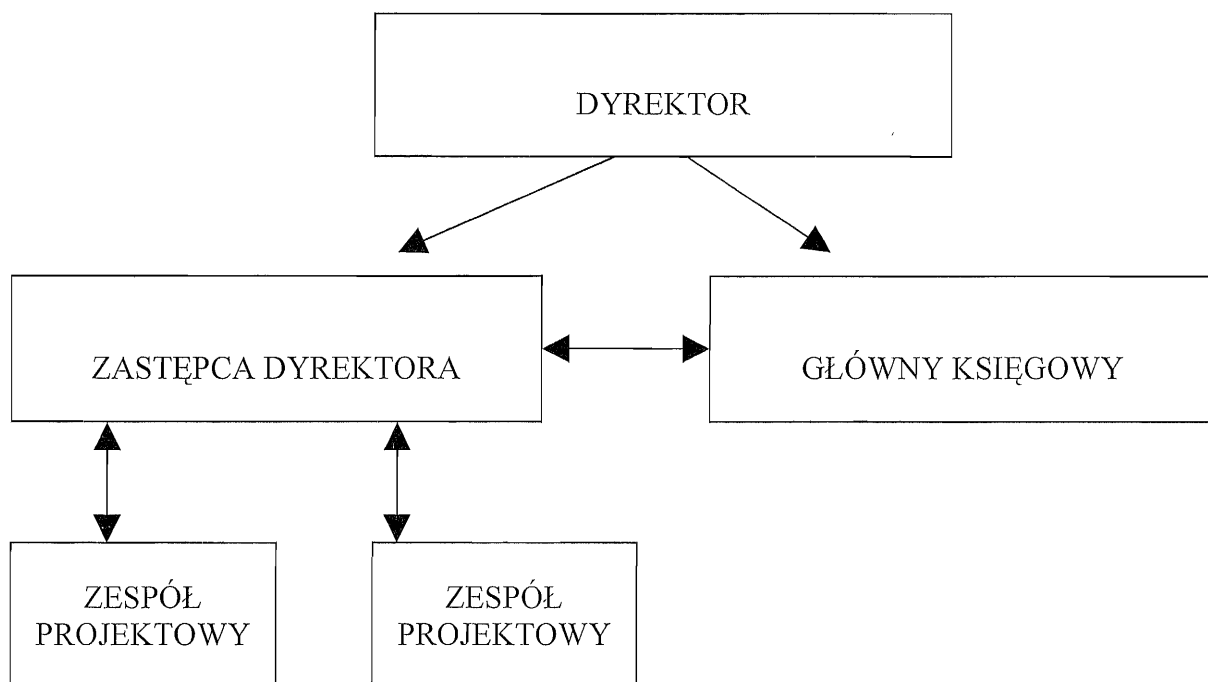 DYREKTOR
ZASTĘPCA DYREKTORA
GŁÓWNY KSIĘGOWY
ZESPÓŁ
PROJEKTOWY
ZESPÓŁ
PROJEKTOWY